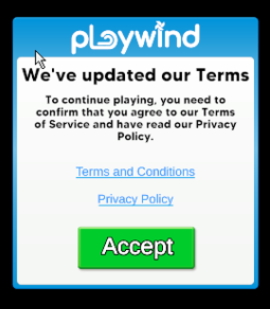 playwind
We've updated our Terms
To continue playing, you need to
confirm that you agree to our Terms
of Service and have read our Privacy
Policy.
Terms and Conditions
Privacy Policy
Accept